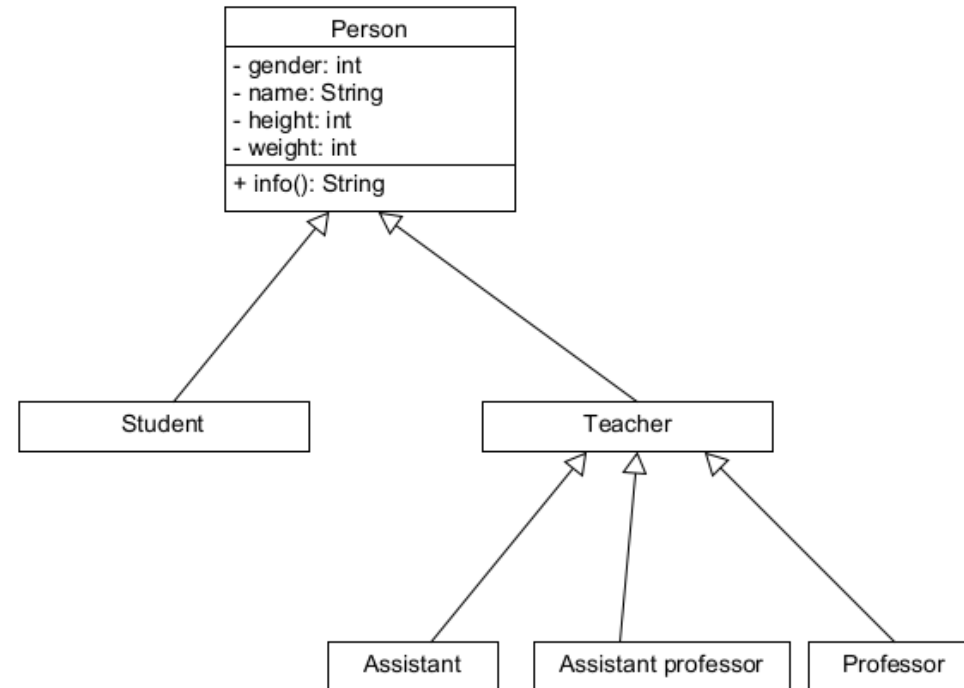 Person
- gender: int
- name: String
- height: int
- weight: int
+ info(): String
Student
Teacher
Assistant
Assistant professor
Professor